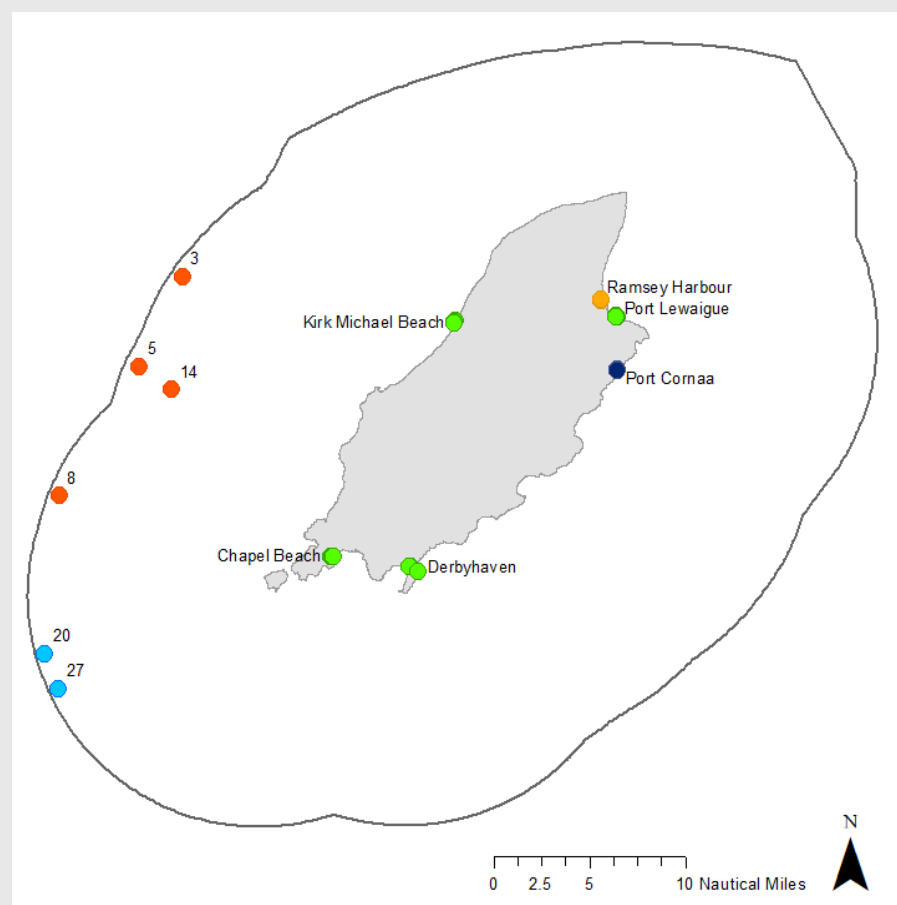 3
Ramsey Harbour
Port Lewaigue
Kirk Michael Beach
5
14
Port Cornaa
8
Chapel Beach
Derbyhaven
20
27
N
0 2.5 5 10 Nautical Miles